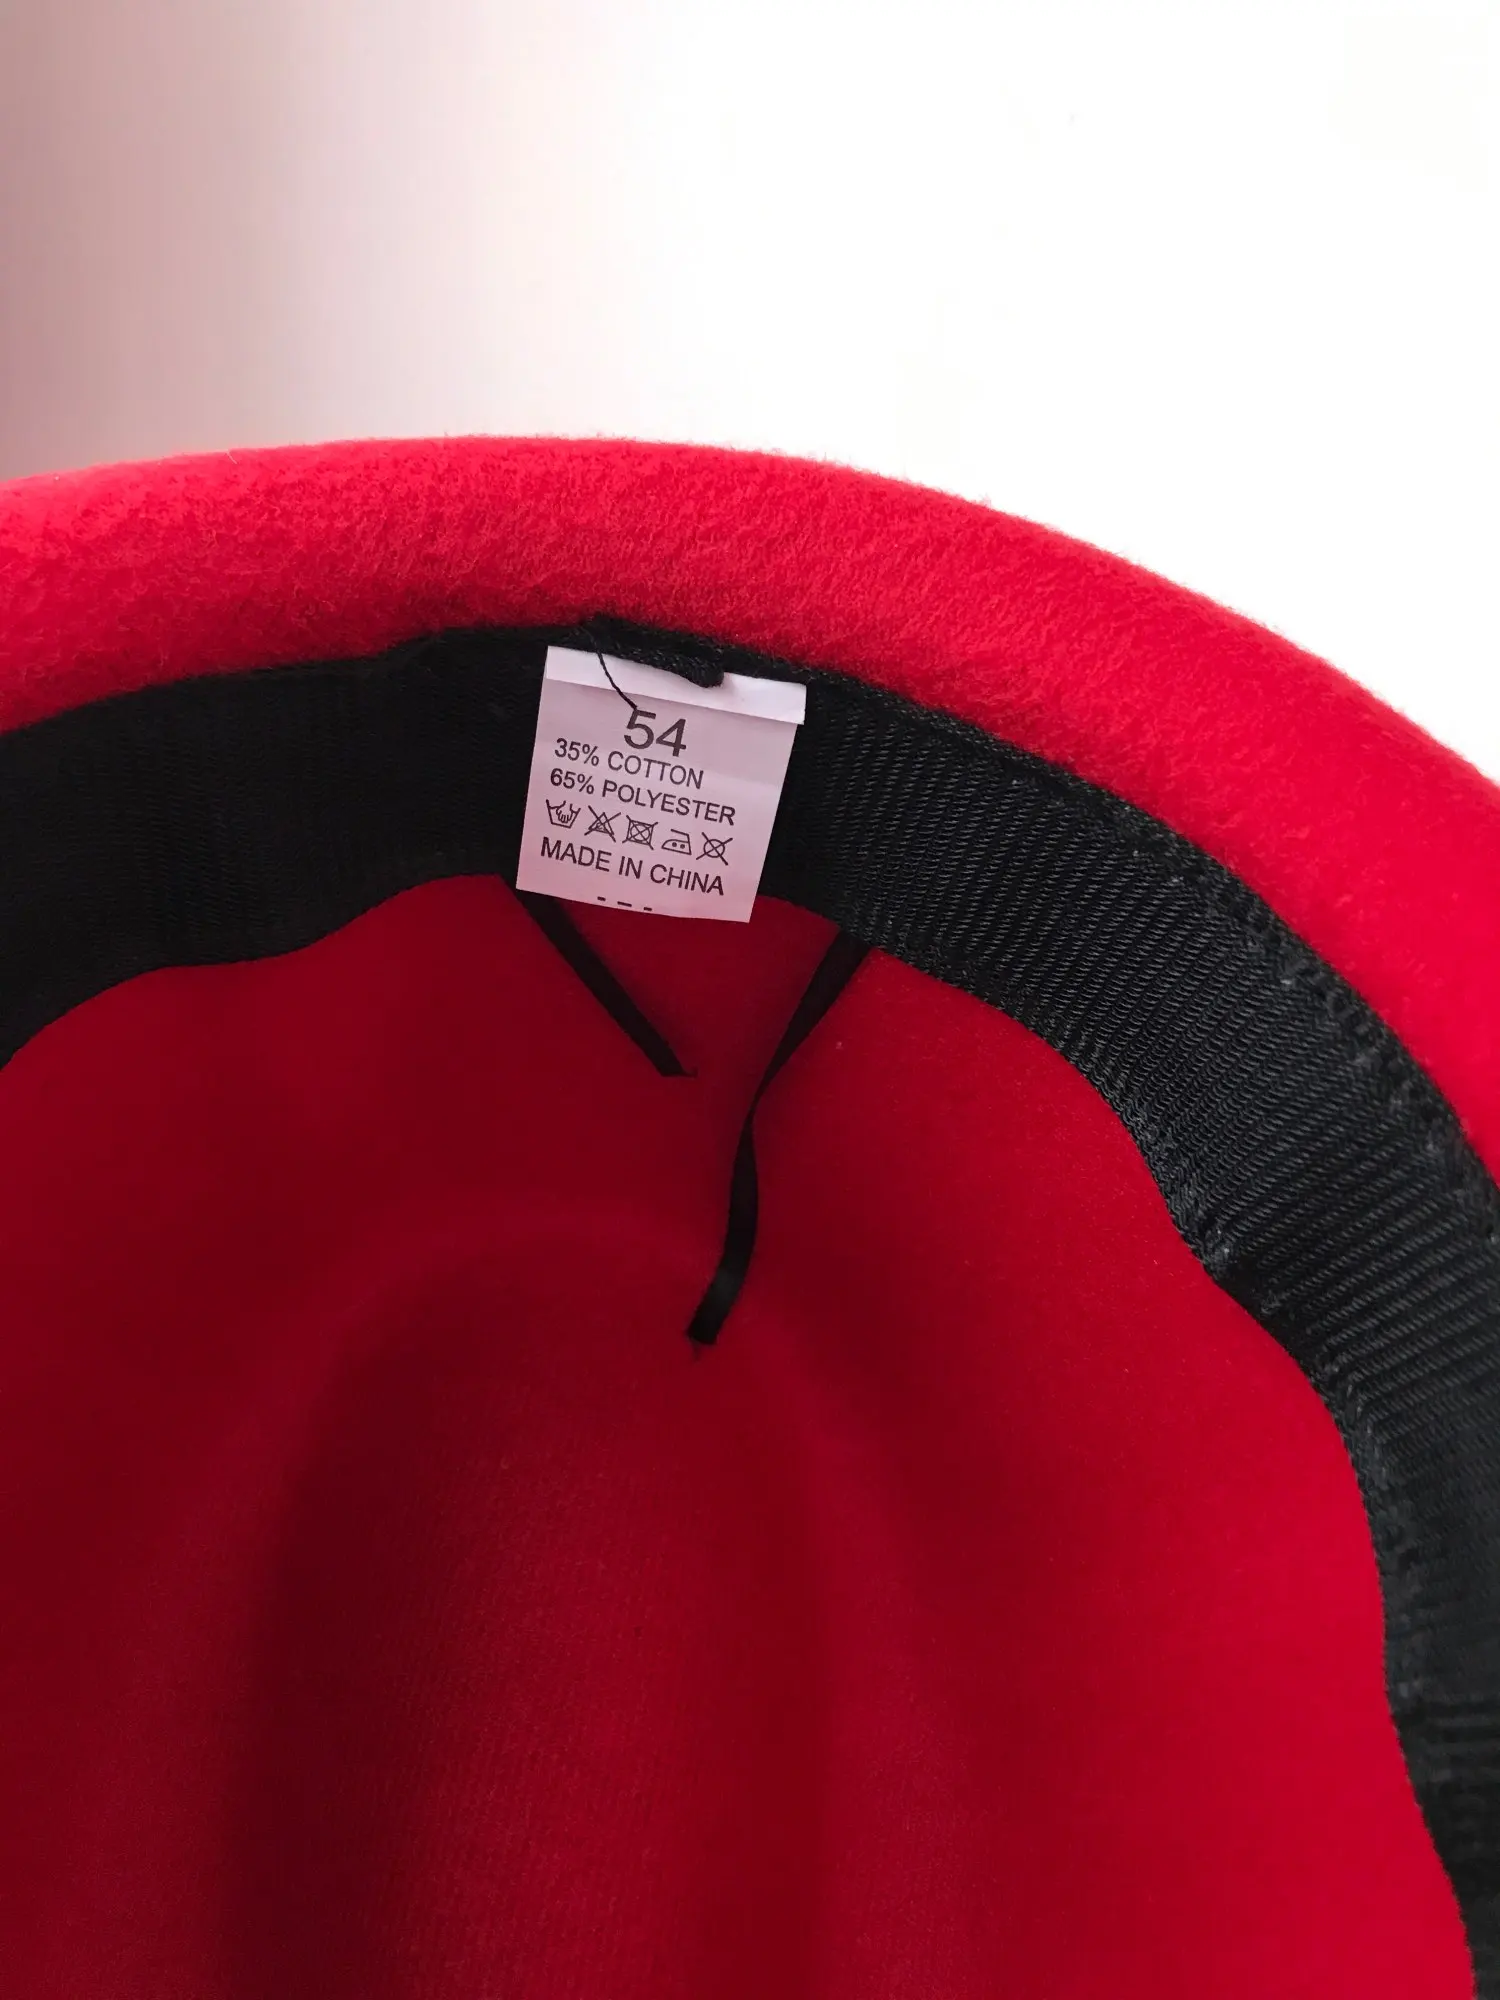 54
35% COTTON
65% POLYESTER
MADE IN CHINA
- - -